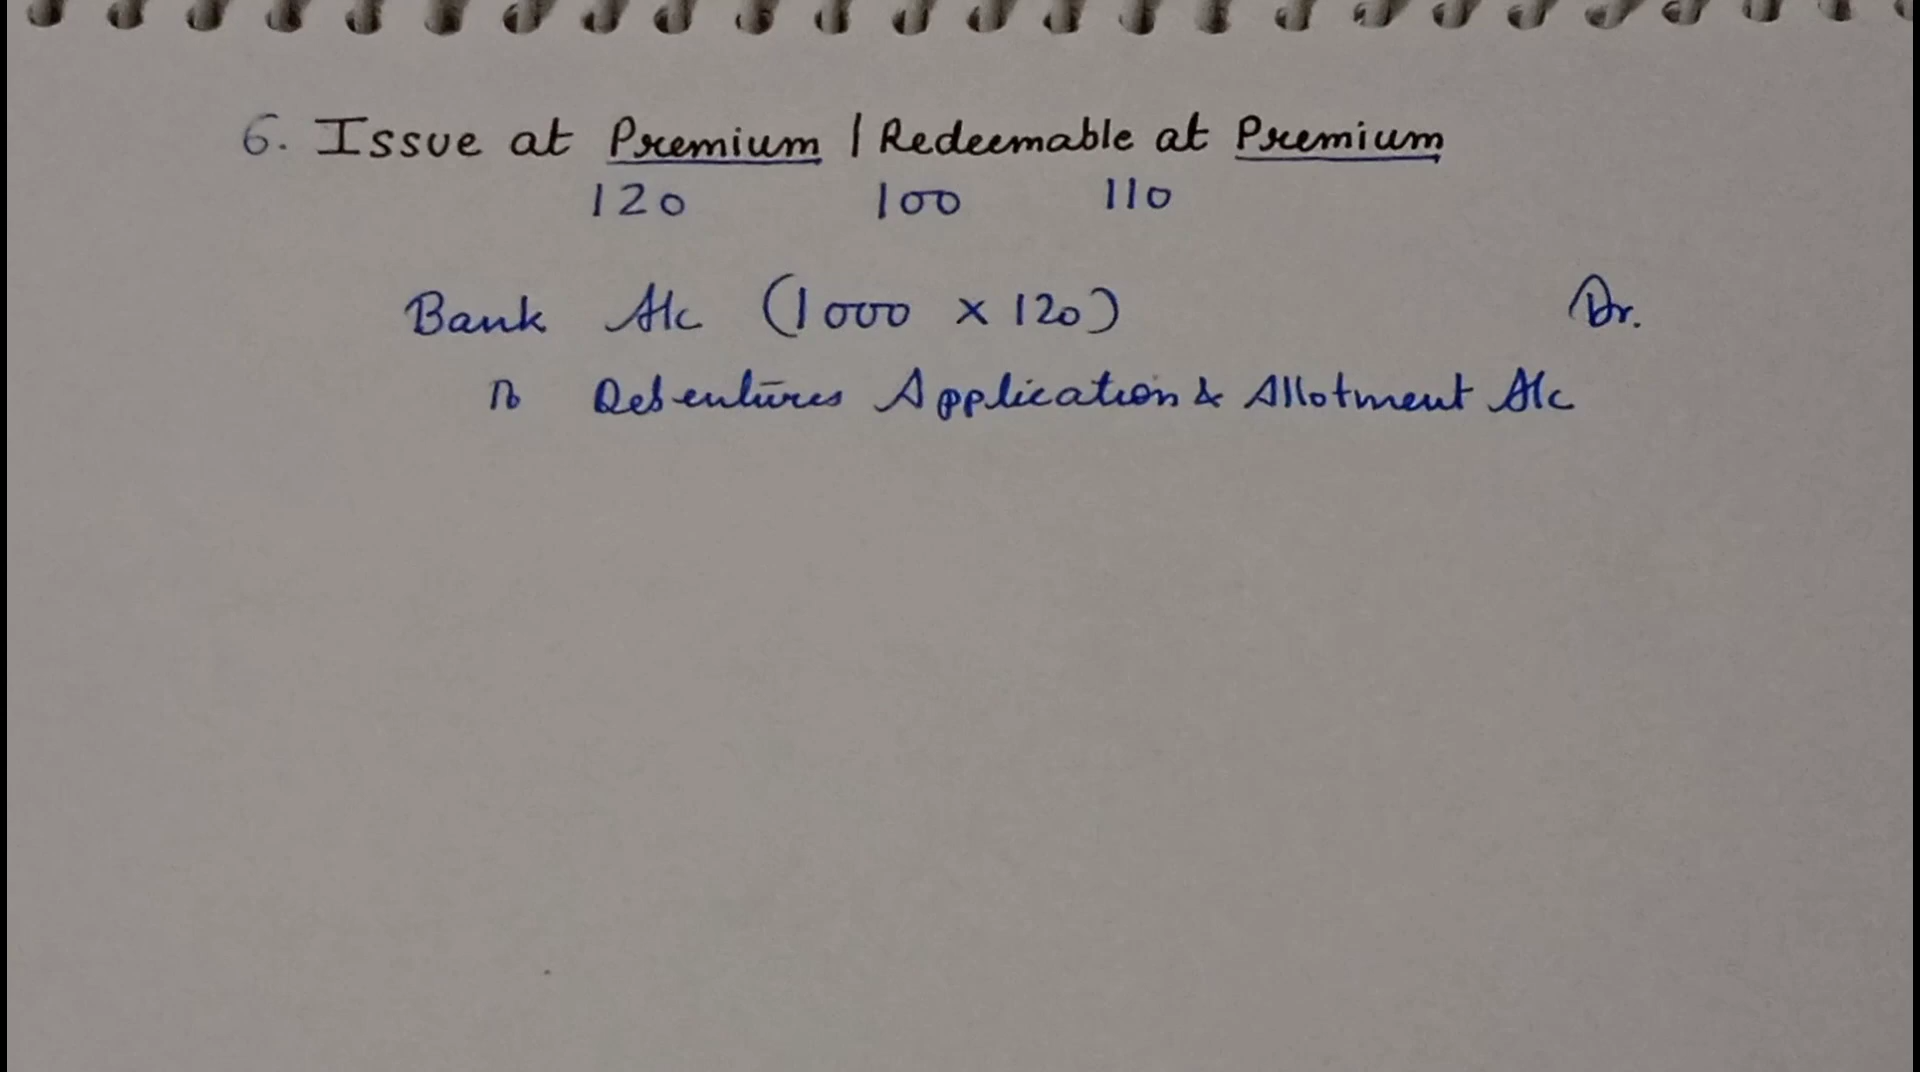 6. Issue at Premium | Redeemable at Premium
120 100 110
Bank A/c (1000 x 120) Dr.
To Debentures Application & Allotment A/c